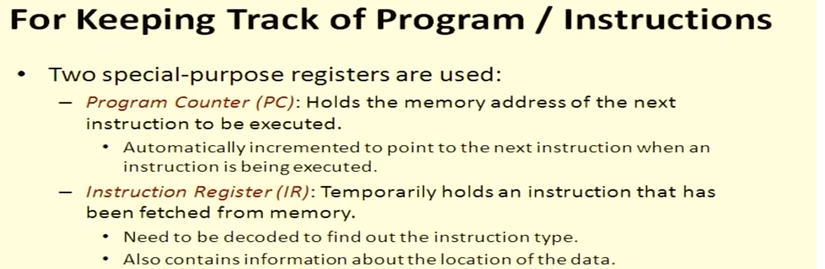 For Keeping Track of Program / Instructions
• Two special-purpose registers are used:
– Program Counter (PC): Holds the memory address of the next
instruction to be executed.
• Automatically incremented to point to the next instruction when an
instruction is being executed.
– Instruction Register (IR): Temporarily holds an instruction that has
been fetched from memory.
• Need to be decoded to find out the instruction type.
• Also contains information about the location of the data.